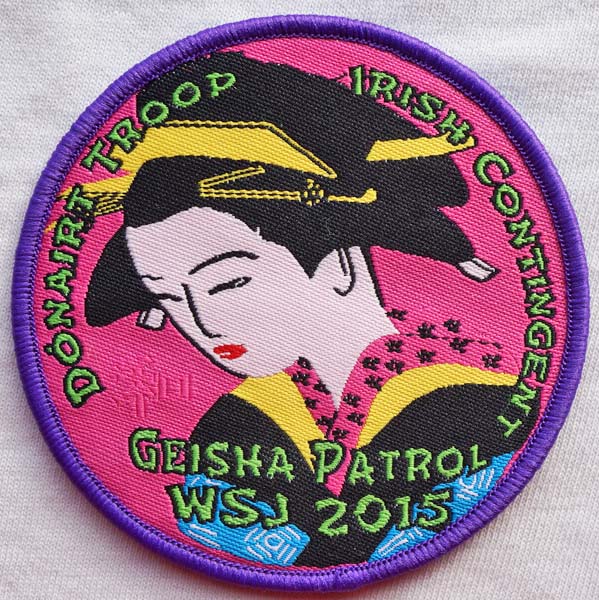 DÓNAIRT TROOP
IRISH CONTINGENT
GEISHA PATROL
WSJ 2015